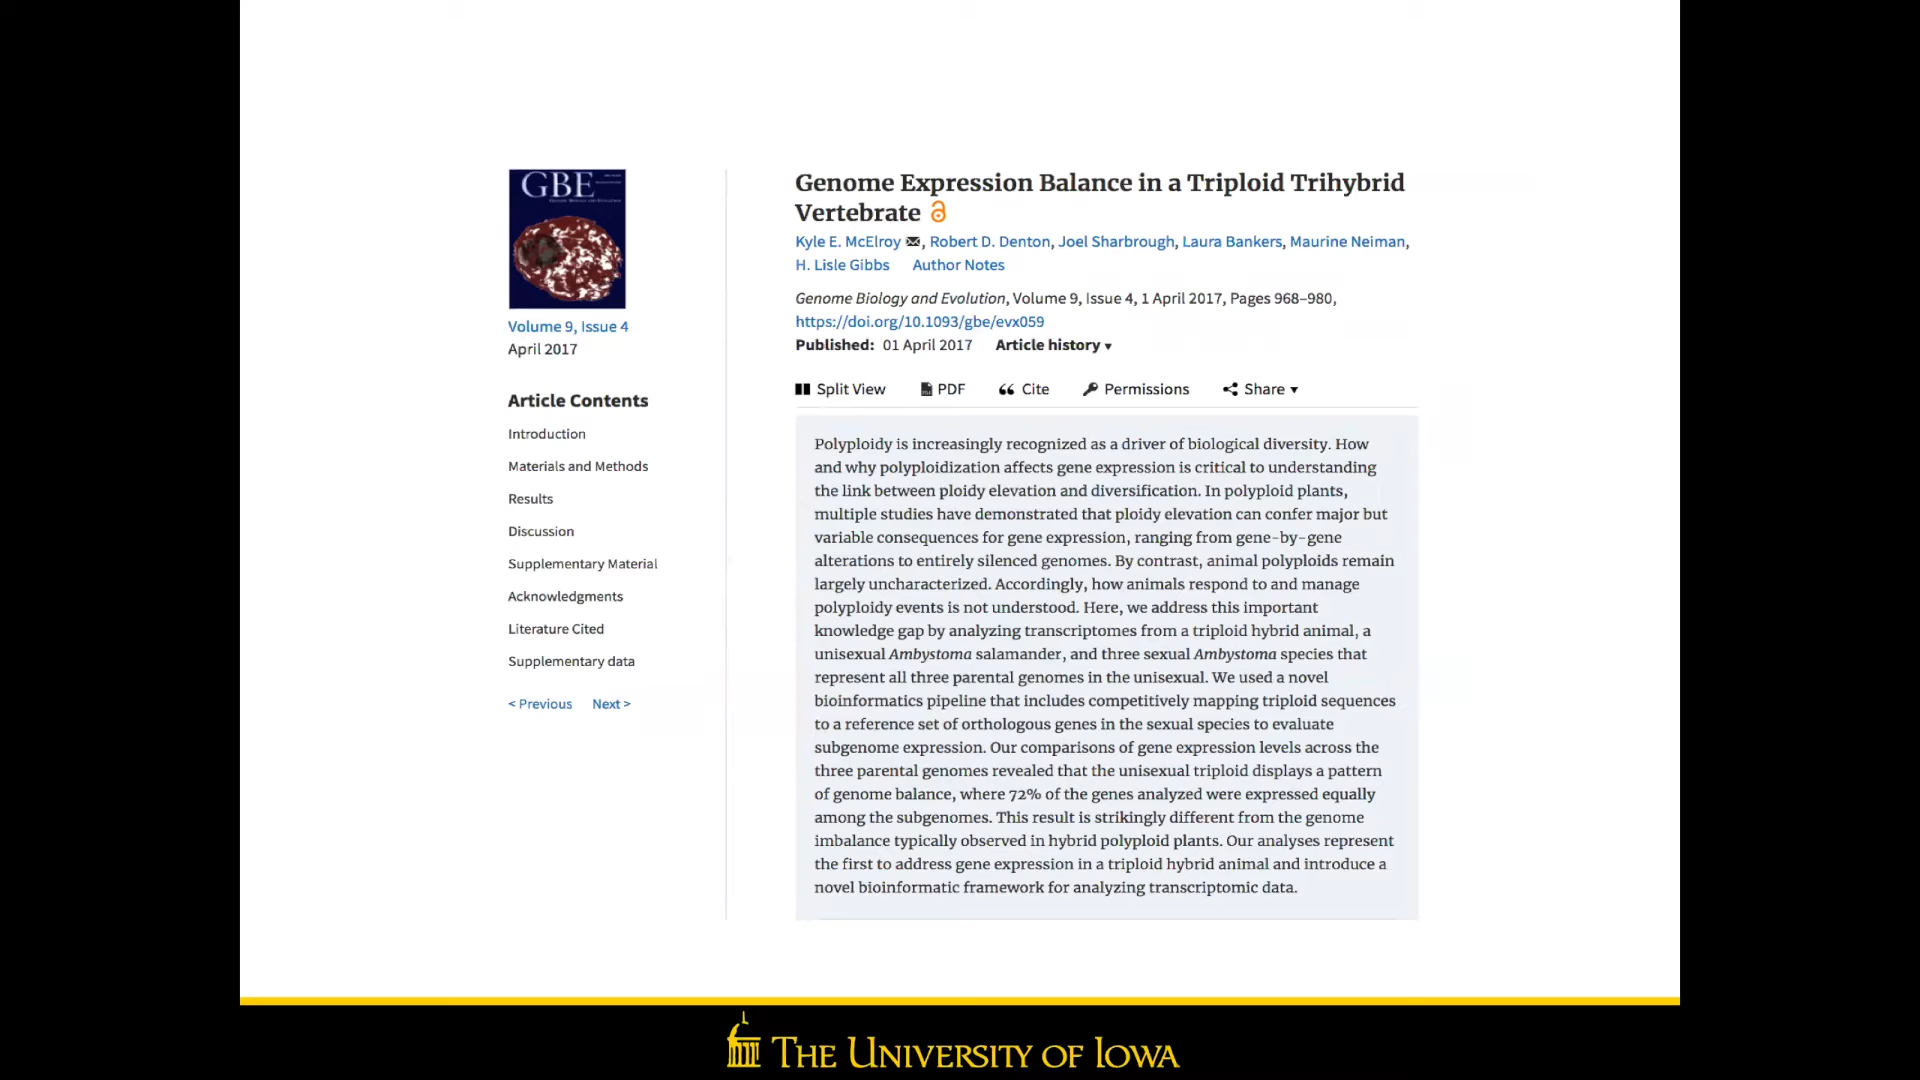 GBE
Volume 9, Issue 4
April 2017
Article Contents
Introduction
Materials and Methods
Results
Discussion
Supplementary Material
Acknowledgments
Literature Cited
Supplementary data
< Previous Next >
Genome Expression Balance in a Triploid Trihybrid
Vertebrate
Kyle E. McElroy , Robert D. Denton, Joel Sharbrough, Laura Bankers, Maurine Neiman,
H. Lisle Gibbs Author Notes
Genome Biology and Evolution, Volume 9, Issue 4, 1 April 2017, Pages 968–980,
https://doi.org/10.1093/gbe/evx059
Published: 01 April 2017 Article history ▾
Split View PDF Cite Permissions Share ▾
Polyploidy is increasingly recognized as a driver of biological diversity. How
and why polyploidization affects gene expression is critical to understanding
the link between ploidy elevation and diversification. In polyploid plants,
multiple studies have demonstrated that ploidy elevation can confer major but
variable consequences for gene expression, ranging from gene-by-gene
alterations to entirely silenced genomes. By contrast, animal polyploids remain
largely uncharacterized. Accordingly, how animals respond to and manage
polyploidy events is not understood. Here, we address this important
knowledge gap by analyzing transcriptomes from a triploid hybrid animal, a
unisexual Ambystoma salamander, and three sexual Ambystoma species that
represent all three parental genomes in the unisexual. We used a novel
bioinformatics pipeline that includes competitively mapping triploid sequences
to a reference set of orthologous genes in the sexual species to evaluate
subgenome expression. Our comparisons of gene expression levels across the
three parental genomes revealed that the unisexual triploid displays a pattern
of genome balance, where 72% of the genes analyzed were expressed equally
among the subgenomes. This result is strikingly different from the genome
imbalance typically observed in hybrid polyploid plants. Our analyses represent
the first to address gene expression in a triploid hybrid animal and introduce a
novel bioinformatic framework for analyzing transcriptomic data.
THE UNIVERSITY OF IOWA